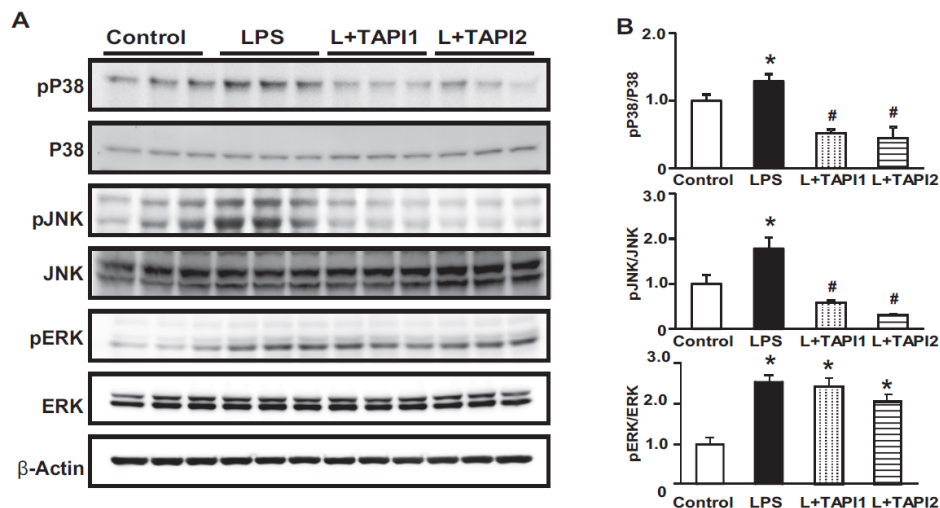 A
Control LPS L+TAPI1 L+TAPI2
pP38
P38
pJNK
JNK
pERK
ERK
β-Actin
B
pP38/P38
2.0
1.0
0
*
#
#
Control LPS L+TAPI1 L+TAPI2
pJNK/JNK
2.0
1.0
0
*
#
#
Control LPS L+TAPI1 L+TAPI2
pERK/ERK
3.0
2.0
1.0
0
*
*
*
Control LPS L+TAPI1 L+TAPI2